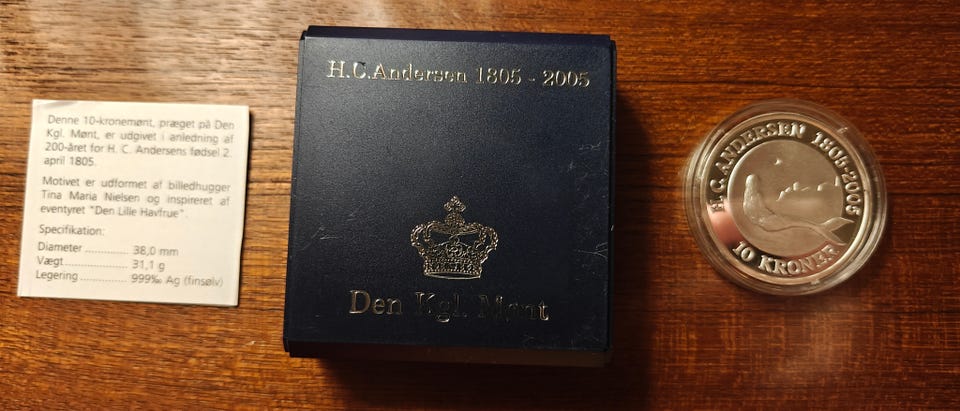 Denne 10-kronemønt, præget på Den
Kgl. Mønt, er udgivet i anledning af
200-året for H. C. Andersens fødsel 2.
april 1805.
Motivet er udformet af billedhugger
Tina Maria Nielsen og inspireret af
eventyret "Den Lille Havfrue".
Specifikation:
Diameter ............... 38,0 mm
Vægt ..................... 31,1 g
Legering ............... 999‰ Ag (finsølv)
H.C.Andersen 1805 - 2005
Den Kgl. Mønt
H.C. ANDERSEN 1805-2005
10 KRONER